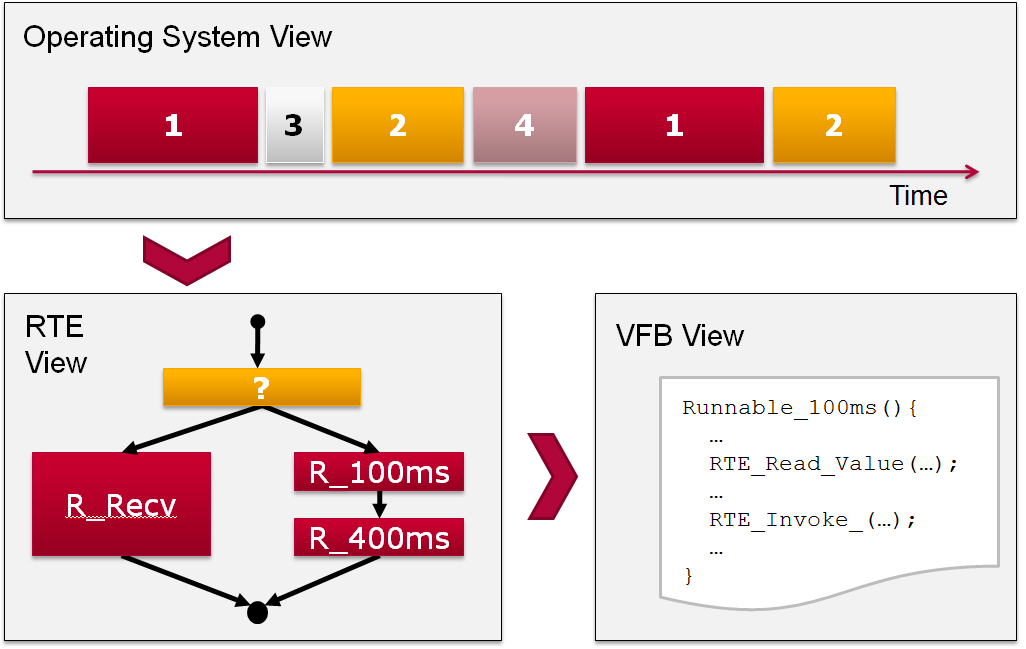 Operating System View
1 3 2 4 1 2
Time
RTE
View
?
R_Recv
R_100ms
R_400ms
VFB View
Runnable_100ms(){
…
RTE_Read_Value(…);
…
RTE_Invoke_(…);
…
}